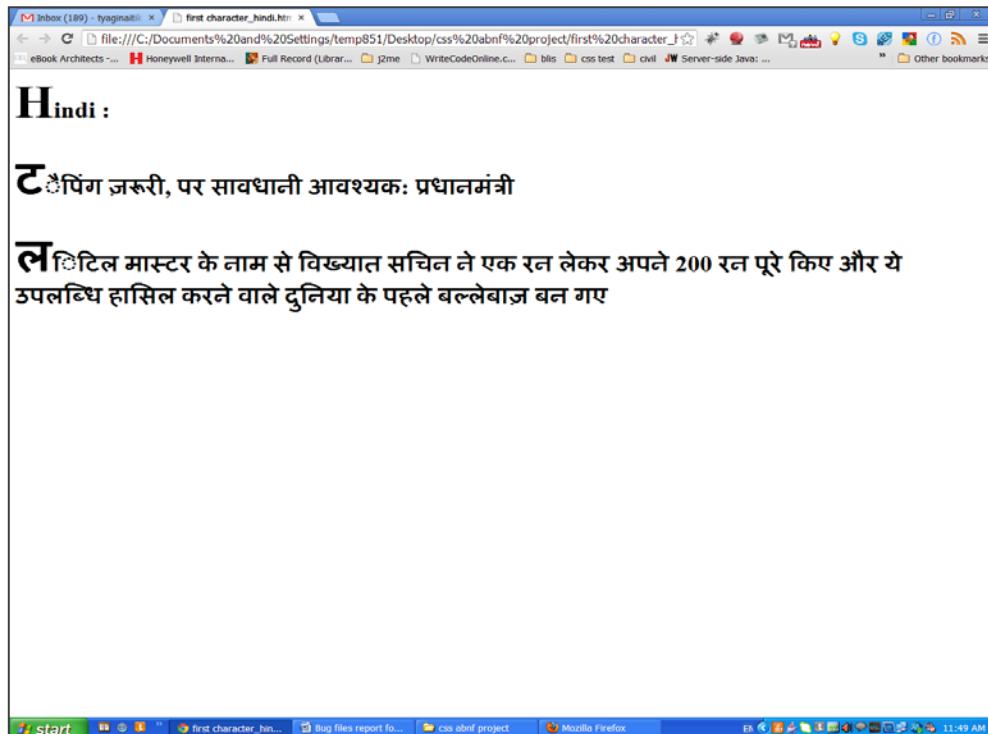 Inbox (189) - tyaginaitik
first character_hindi.htm
file:///C:/Documents%20and%20Settings/temp851/Desktop/css%20abnf%20project/first%20character_h
eBook Architects -... Honeywell Interna... Full Record (Librar... J2me WriteCodeOnline.c... blis css test civil Server-side Java: ... » Other bookmarks
Hindi :
टैपिंग ज़रूरी, पर सावधानी आवश्यक: प्रधानमंत्री
लििटिल मास्टर के नाम से विख्यात सचिन ने एक रन लेकर अपने 200 रन पूरे किए और ये
उपलब्धि हासिल करने वाले दुनिया के पहले बल्लेबाज़ बन गए
start first character_hin... Bug files report fo... css abnf project Mozilla Firefox EN 11:49 AM